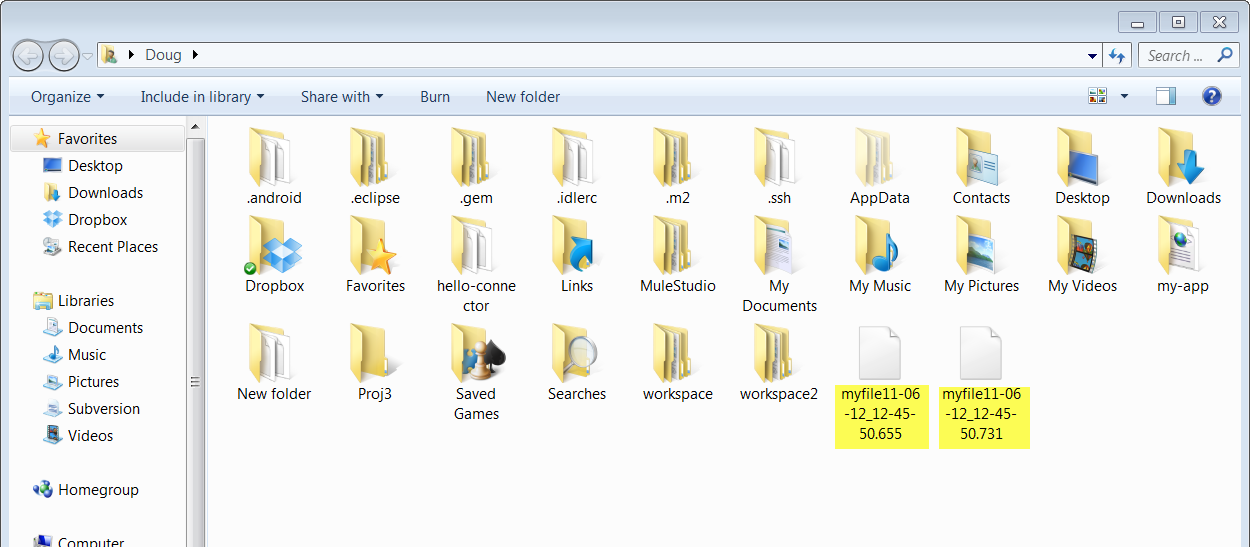 Doug
Search ...
Organize
Include in library
Share with
Burn
New folder
Favorites
Desktop
Downloads
Dropbox
Recent Places
Libraries
Documents
Music
Pictures
Subversion
Videos
Homegroup
Computer
.android
.eclipse
.gem
.idlerc
.m2
.ssh
AppData
Contacts
Desktop
Downloads
Dropbox
Favorites
hello-conne
ctor
Links
MuleStudio
My
Documents
My Music
My Pictures
My Videos
my-app
New folder
Proj3
Saved
Games
Searches
workspace
workspace2
myfile11-06
-12_12-45-
50.655
myfile11-06
-12_12-45-
50.731